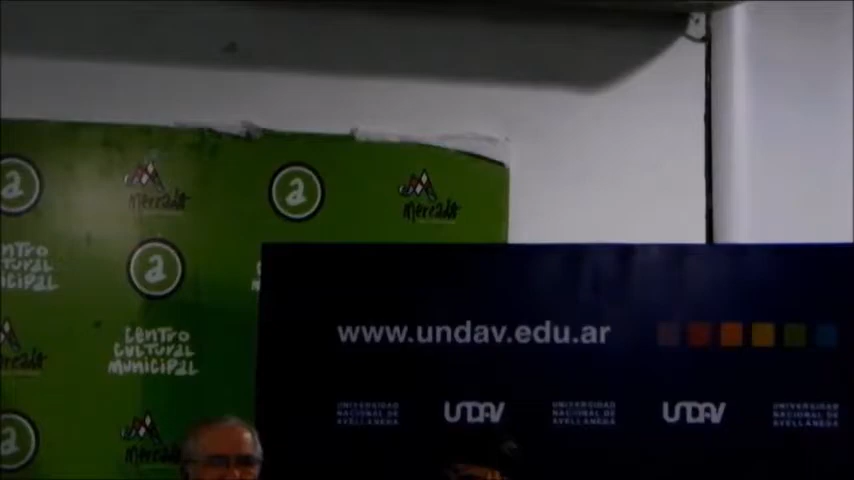 a
mercado
a
mercado
CENTRO
CULTURAL
MUNICIPAL
a
CENTRO
CULTURAL
MUNICIPAL
mercado
a
mercado
www.undav.edu.ar
UNIVERSIDAD
NACIONAL DE
AVELLANEDA
UNDAV
UNIVERSIDAD
NACIONAL DE
AVELLANEDA
UNDAV
UNIVERSIDAD
NACIONAL DE
AVELLANEDA